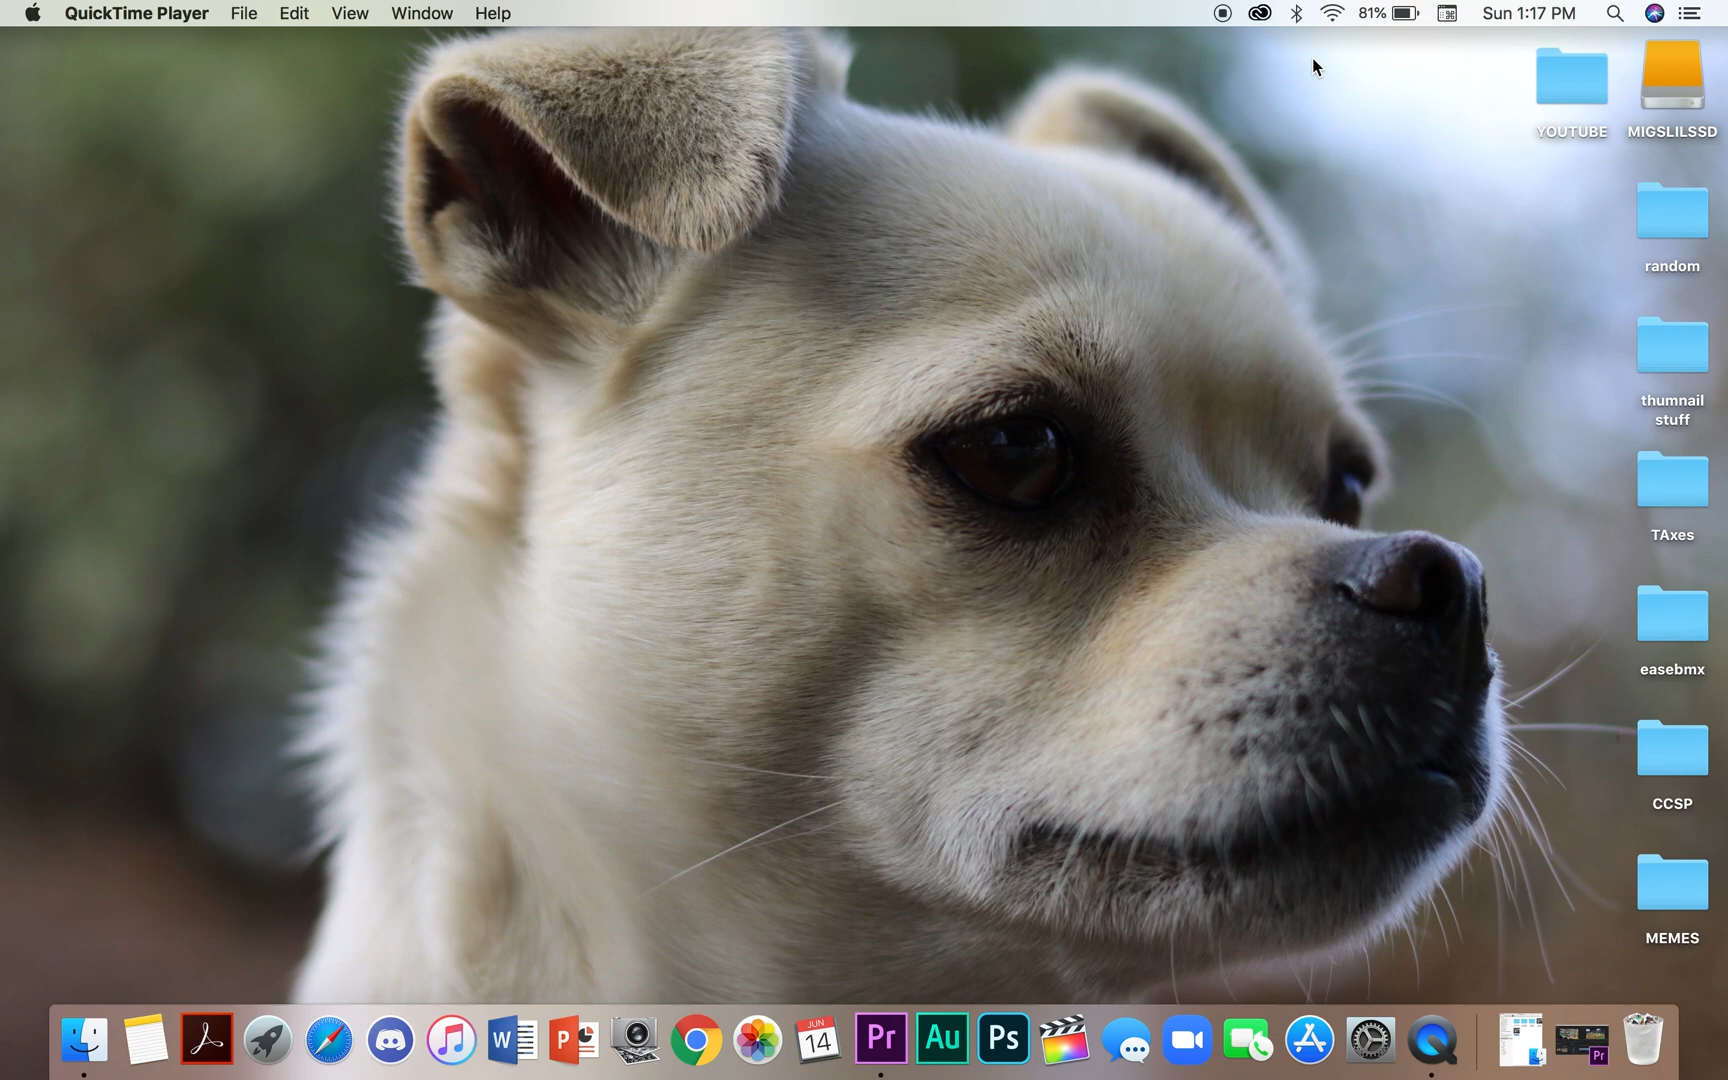 QuickTime Player File Edit View Window Help 81% Sun 1:17 PM
YOUTUBE MIGSLILSSD
random
thumnail
stuff
TAxes
easebmx
CCSP
MEMES
W P JUN 14 Pr Au Ps Pr